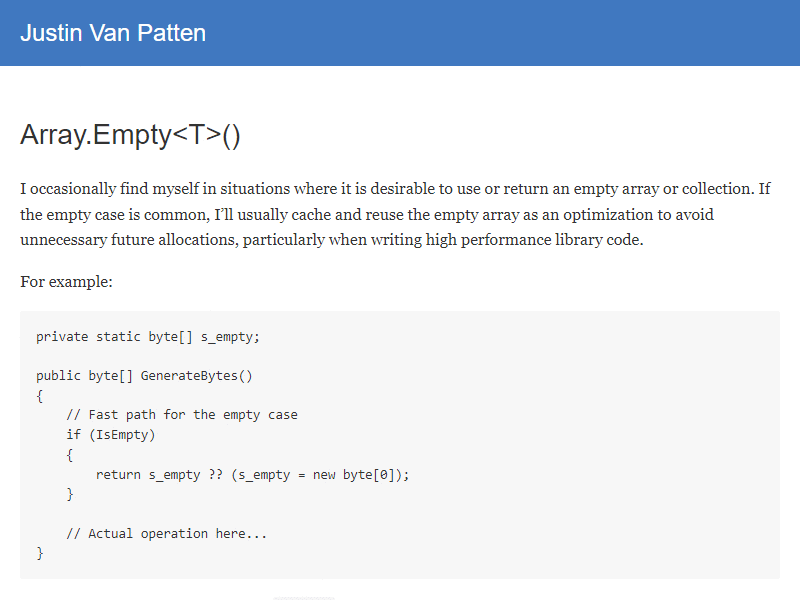 Justin Van Patten
Array.Empty<T>()
I occasionally find myself in situations where it is desirable to use or return an empty array or collection. If
the empty case is common, I’ll usually cache and reuse the empty array as an optimization to avoid
unnecessary future allocations, particularly when writing high performance library code.
For example:
private static byte[] s_empty;
public byte[] GenerateBytes()
{
    // Fast path for the empty case
    if (IsEmpty)
    {
        return s_empty ?? (s_empty = new byte[0]);
    }
    // Actual operation here...
}